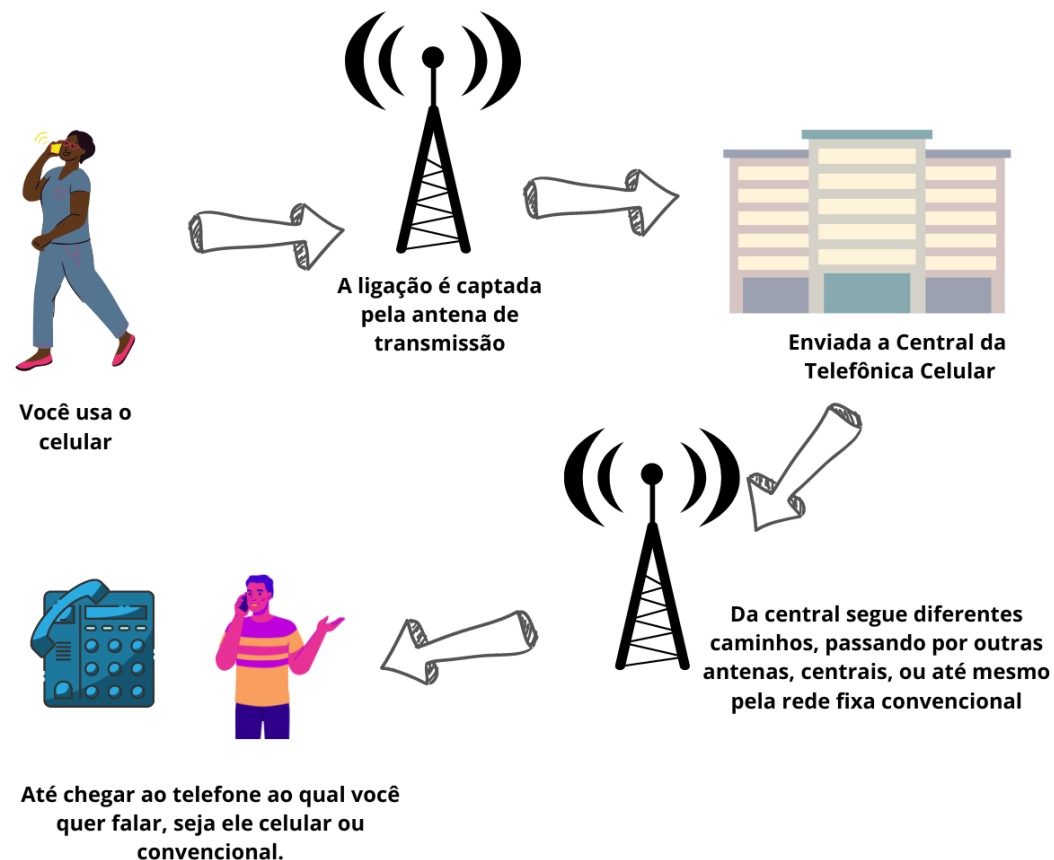 Você usa o
celular
A ligação é captada
pela antena de
transmissão
Enviada a Central da
Telefônica Celular
Da central segue diferentes
caminhos, passando por outras
antenas, centrais, ou até mesmo
pela rede fixa convencional
Até chegar ao telefone ao qual você
quer falar, seja ele celular ou
convencional.